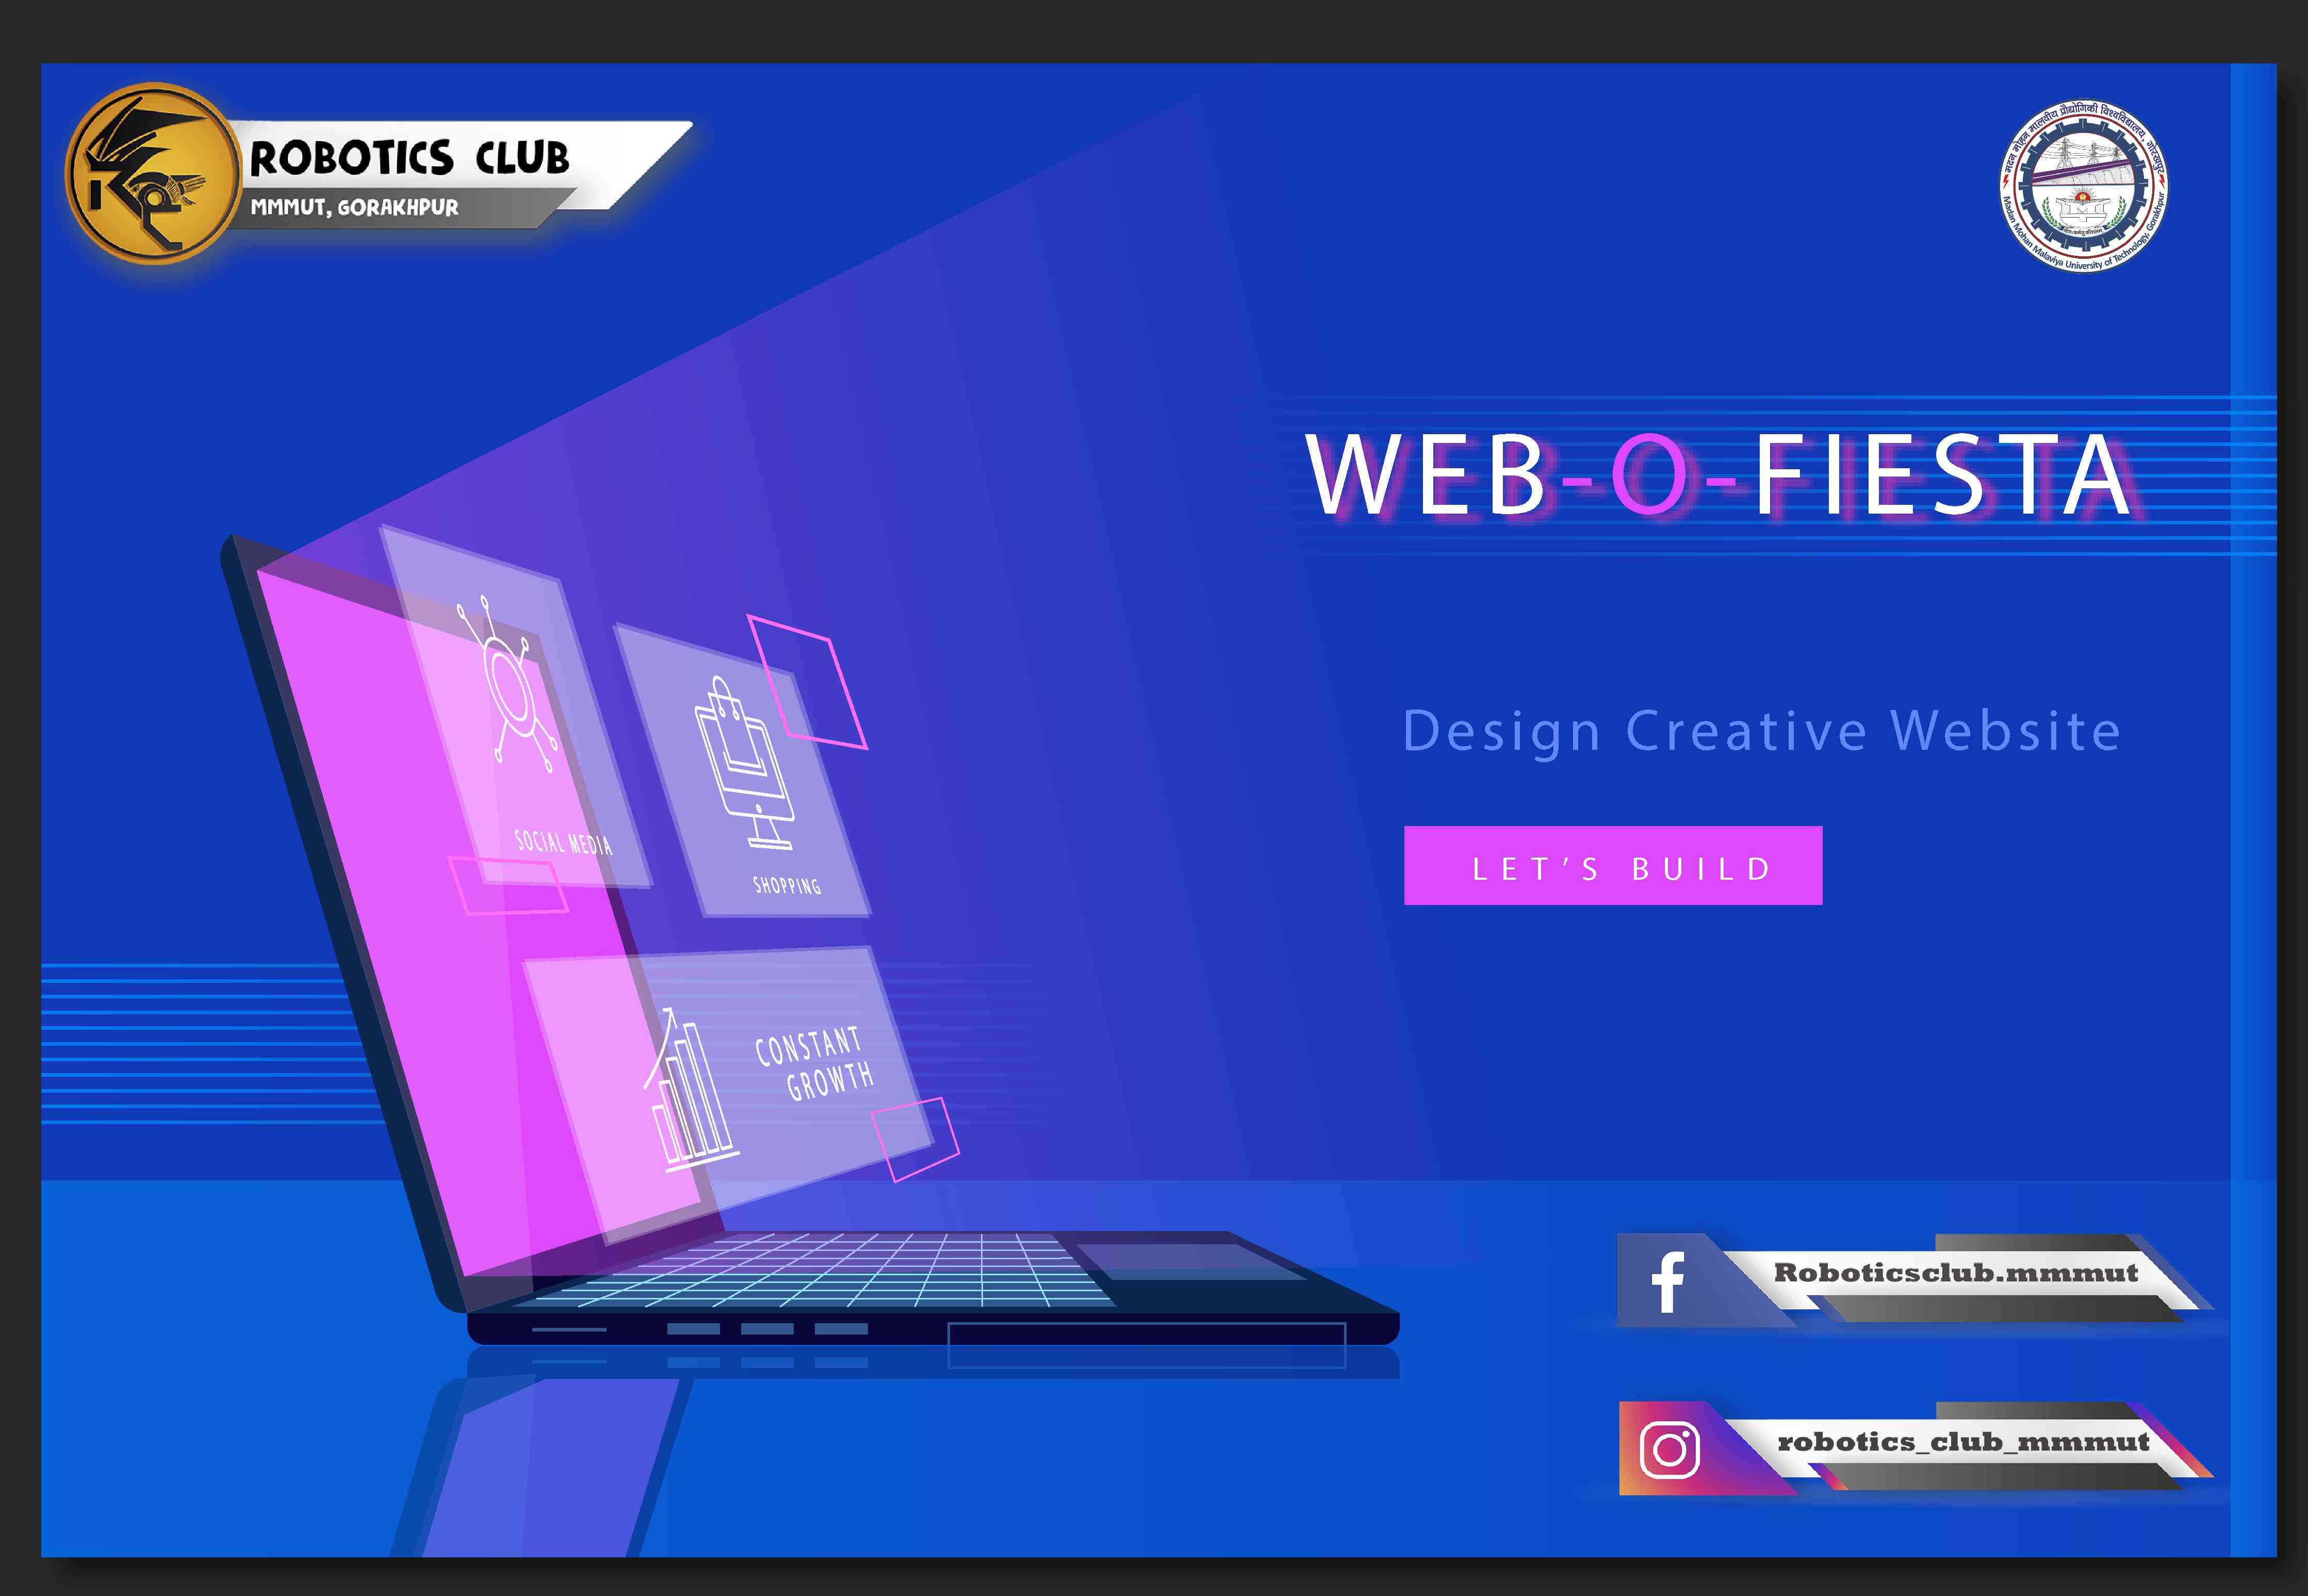 ROBOTICS CLUB
MMMUT, GORAKHPUR
मदन मोहन मालवीय प्रौद्योगिकी विश्वविद्यालय, गोरखपुर
Madan Mohan Malaviya University of Technology, Gorakhpur
WEB-O-FIESTA
Design Creative Website
LET'S BUILD
SOCIAL MEDIA
SHOPPING
CONSTANT
GROWTH
f
Roboticsclub.mmmut
robotics_club_mmmut